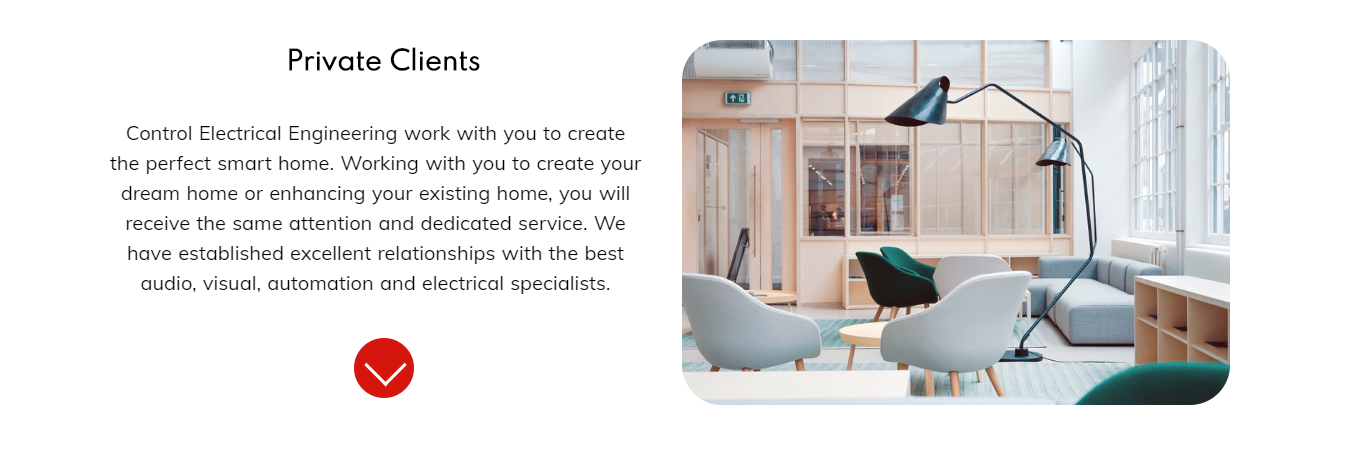 Private Clients
Control Electrical Engineering work with you to create
the perfect smart home. Working with you to create your
dream home or enhancing your existing home, you will
receive the same attention and dedicated service. We
have established excellent relationships with the best
audio, visual, automation and electrical specialists.